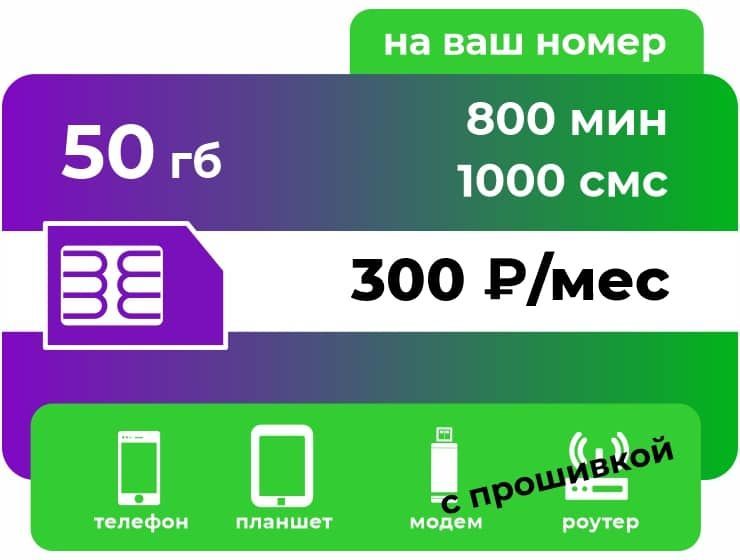 на ваш номер
50 гб
800 мин
1000 смс
300 ₽/мес
с прошивкой
телефон
планшет
модем
роутер